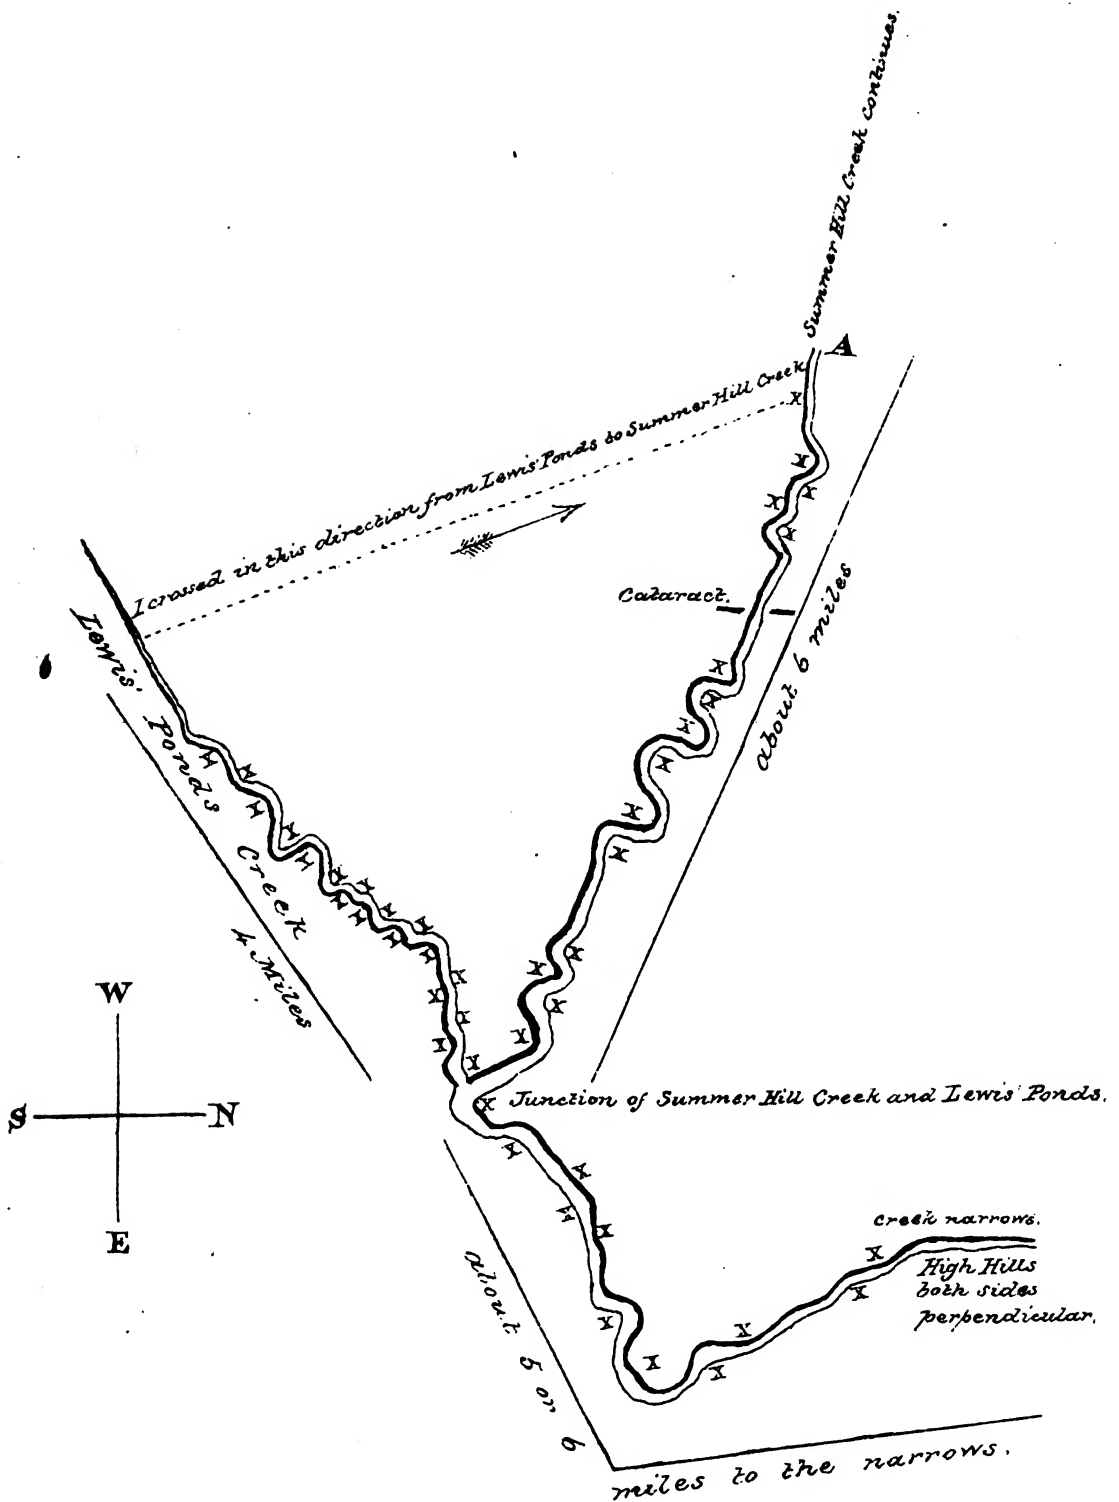 Summer Hill Creek continues.
A
I crossed in this direction from Lewis' Ponds to Summer Hill Creek
X
Cataract.
about 6 miles
Lewis' Ponds Creek
4 Miles
W
S N
E
Junction of Summer Hill Creek and Lewis' Ponds.
Creek narrows.
High Hills
both sides
perpendicular.
about 5 or 6
miles to the narrows.